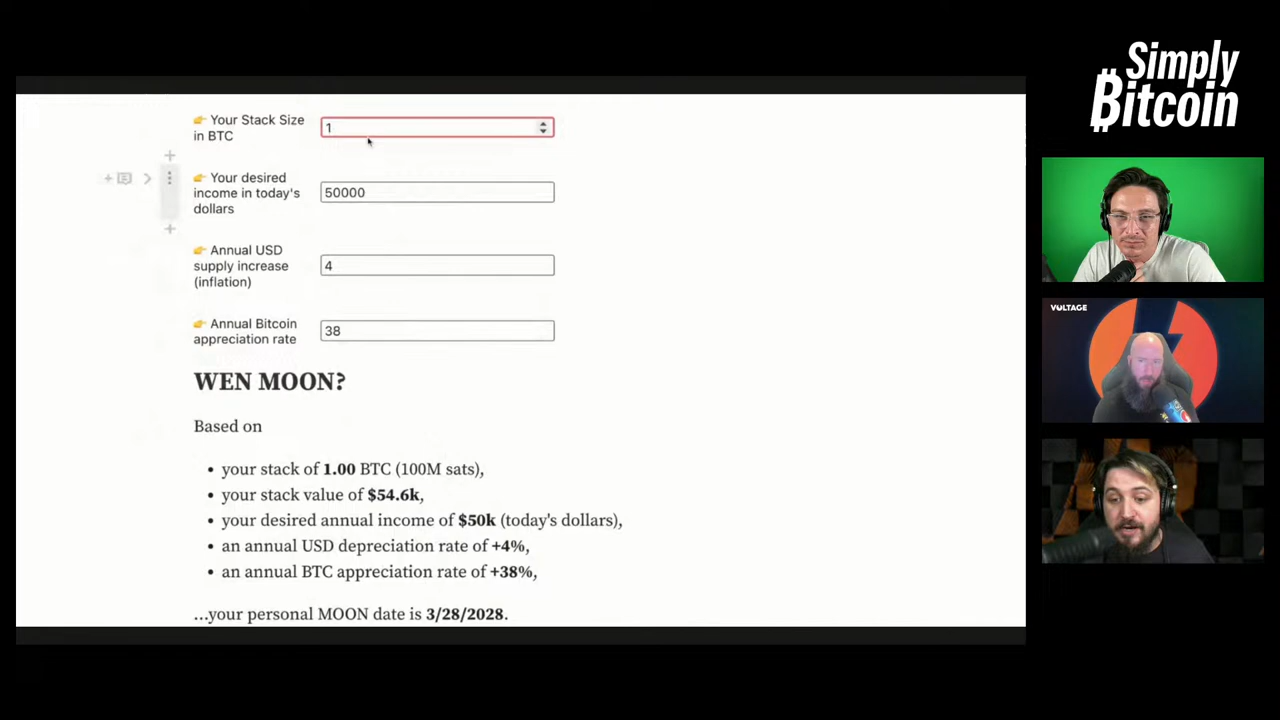 Simply
Bitcoin
👉 Your Stack Size
in BTC
1
👉 Your desired
income in today's
dollars
50000
👉 Annual USD
supply increase
(inflation)
4
👉 Annual Bitcoin
appreciation rate
38
WEN MOON?
Based on
• your stack of 1.00 BTC (100M sats),
• your stack value of $54.6k,
• your desired annual income of $50k (today's dollars),
• an annual USD depreciation rate of +4%,
• an annual BTC appreciation rate of +38%,
...your personal MOON date is 3/28/2028.
VOLTAGE